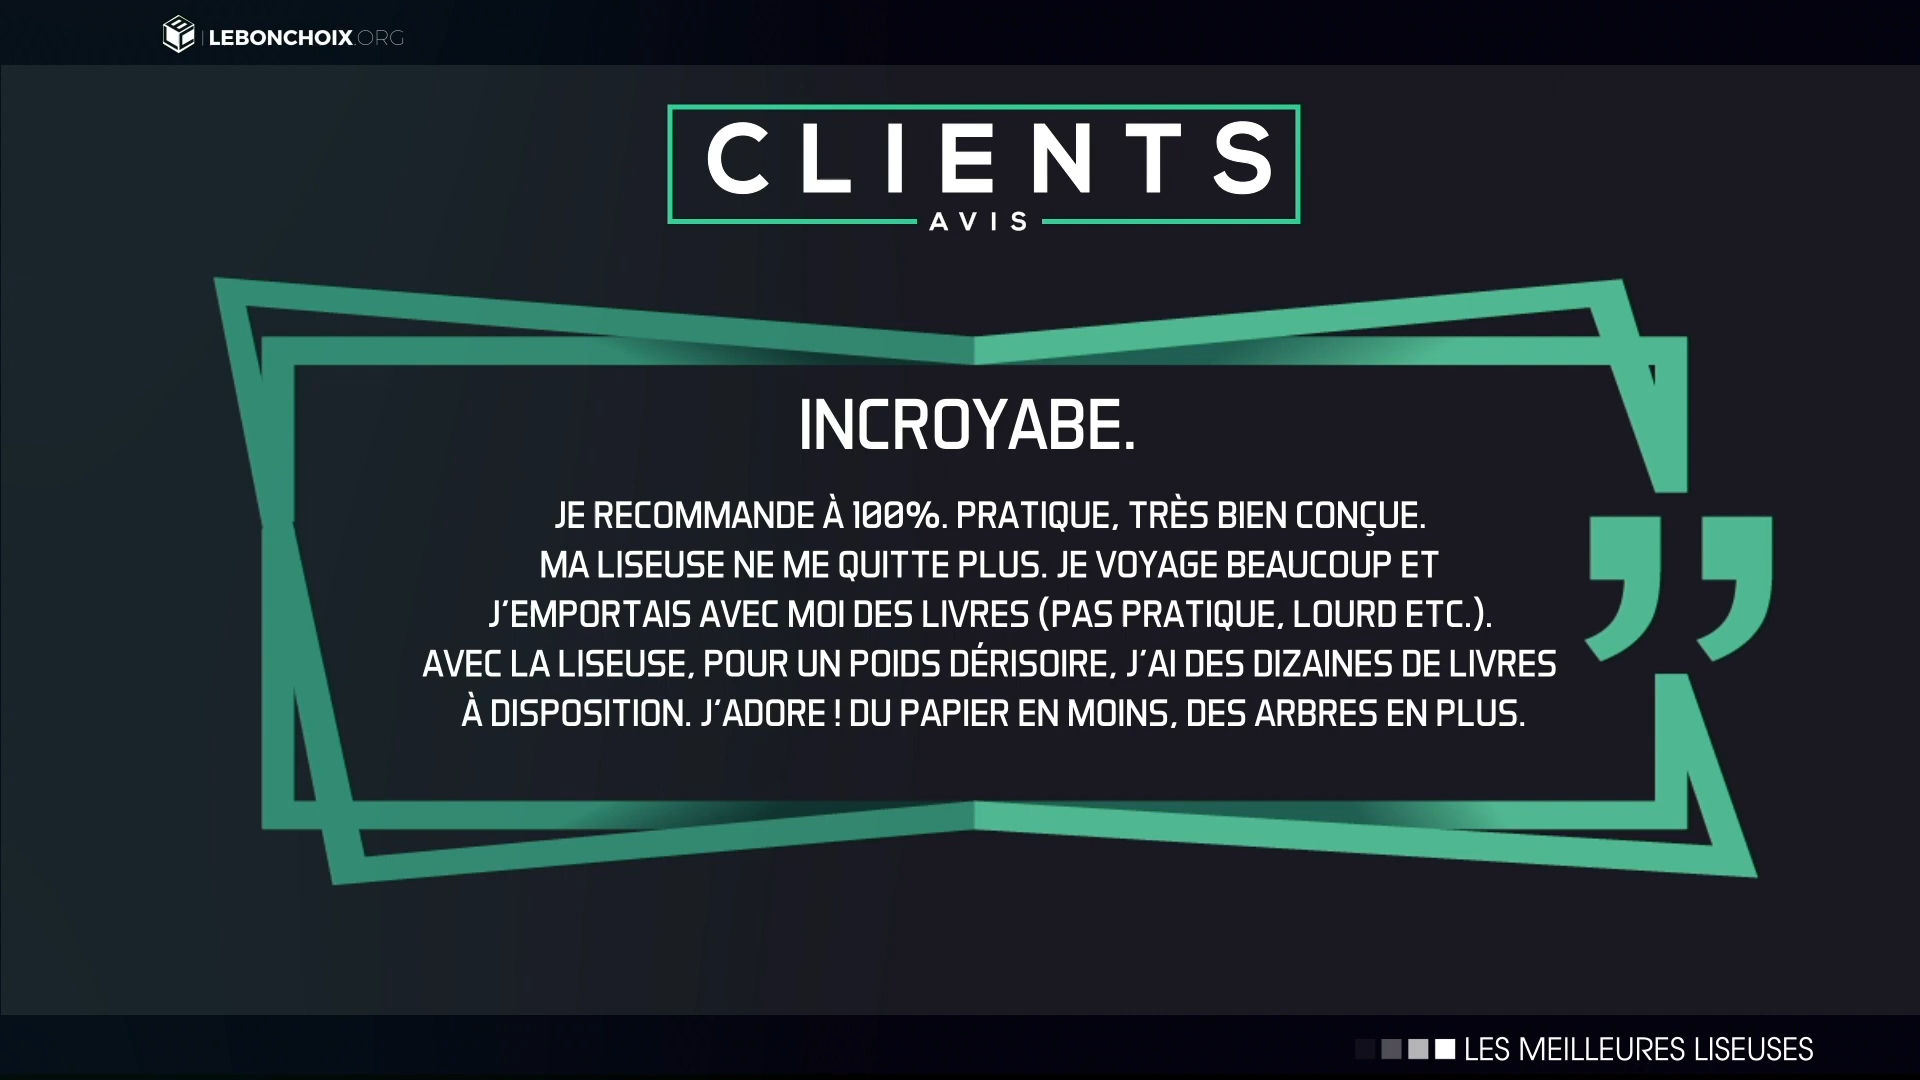 LEBONCHOIX.ORG
CLIENTS
AVIS
INCROYABE.
JE RECOMMANDE À 100%. PRATIQUE, TRÈS BIEN CONÇUE.
MA LISEUSE NE ME QUITTE PLUS. JE VOYAGE BEAUCOUP ET
J'EMPORTAIS AVEC MOI DES LIVRES (PAS PRATIQUE, LOURD ETC.).
AVEC LA LISEUSE, POUR UN POIDS DÉRISOIRE, J'AI DES DIZAINES DE LIVRES
À DISPOSITION. J'ADORE ! DU PAPIER EN MOINS, DES ARBRES EN PLUS.
”
LES MEILLEURES LISEUSES